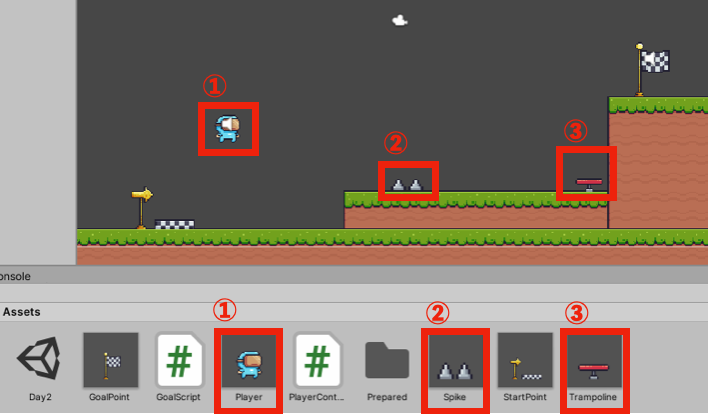 ①
②
③
onsole
Assets
①
②
③
Day2
GoalPoint
GoalScript
Player
PlayerCont...
Prepared
Spike
StartPoint
Trampoline